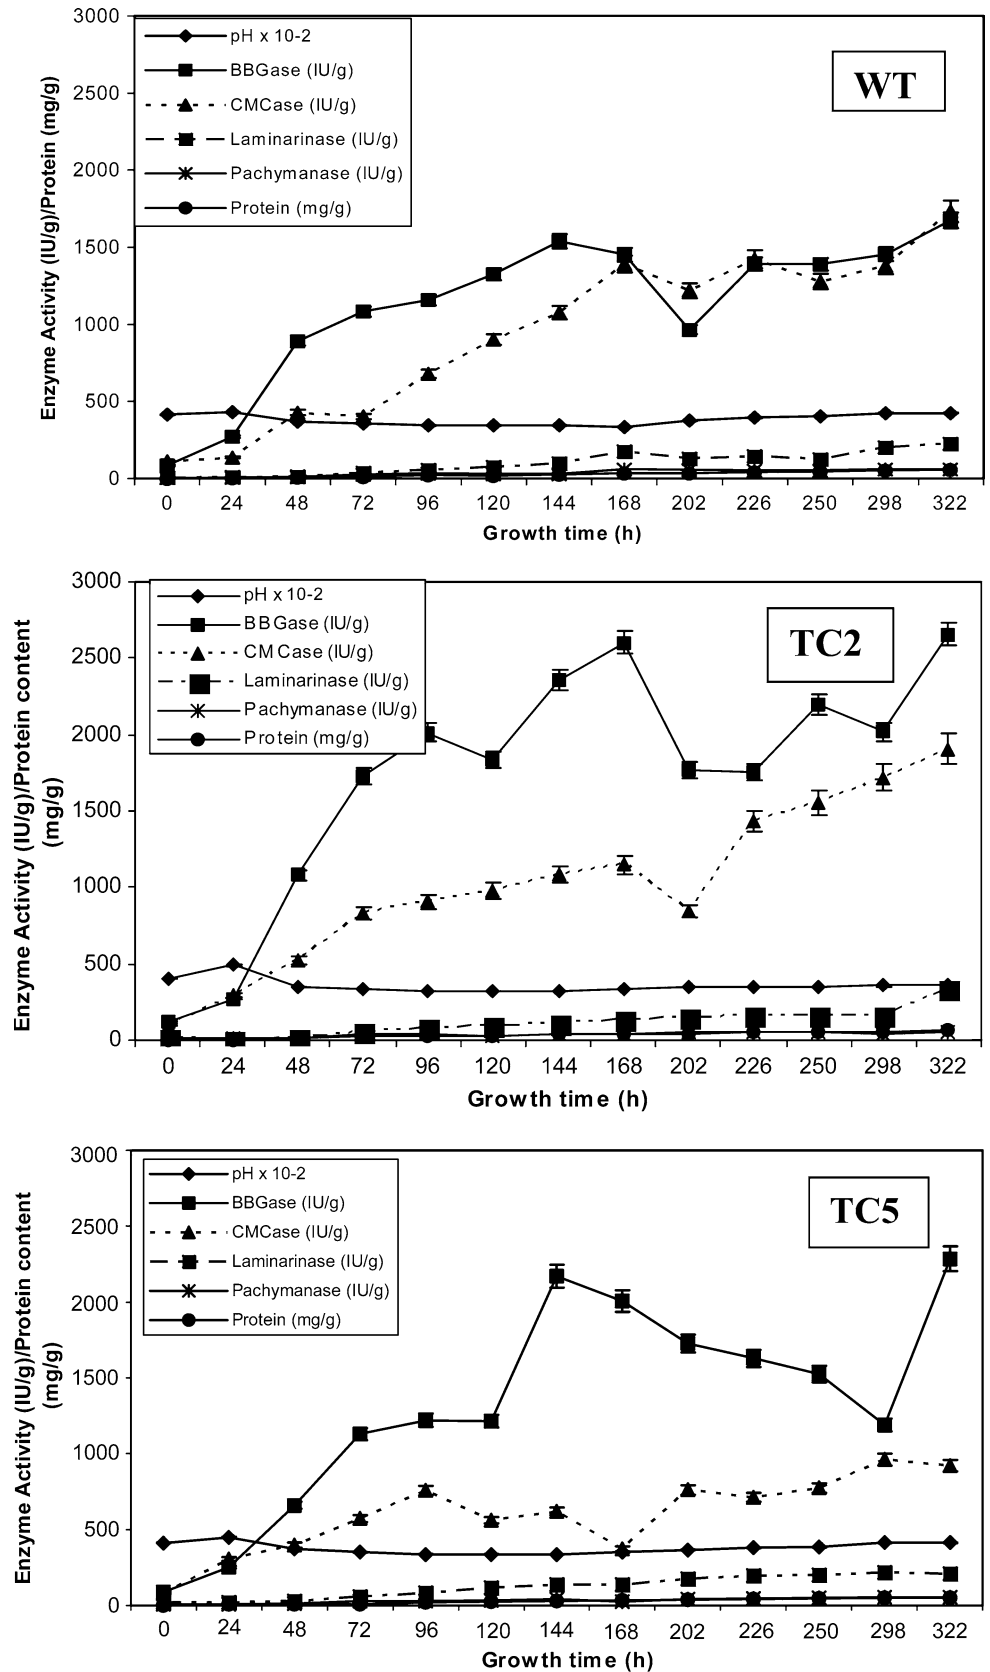 3000
2500
2000
1500
1000
500
0
Enzyme Activity (IU/g)/Protein (mg/g)
pH x 10-2
BBGase (IU/g)
CMCase (IU/g)
Laminarinase (IU/g)
Pachymanase (IU/g)
Protein (mg/g)
WT
0 24 48 72 96 120 144 168 202 226 250 298 322
Growth time (h)
3000
2500
2000
1500
1000
500
0
Enzyme Activity (IU/g)/Protein content
(mg/g)
pH x 10-2
BBGase (IU/g)
CMCase (IU/g)
Laminarinase (IU/g)
Pachymanase (IU/g)
Protein (mg/g)
TC2
0 24 48 72 96 120 144 168 202 226 250 298 322
Growth time (h)
3000
2500
2000
1500
1000
500
0
Enzyme Activity (IU/g)/Protein content
(mg/g)
pH x 10-2
BBGase (IU/g)
CMCase (IU/g)
Laminarinase (IU/g)
Pachymanase (IU/g)
Protein (mg/g)
TC5
0 24 48 72 96 120 144 168 202 226 250 298 322
Growth time (h)